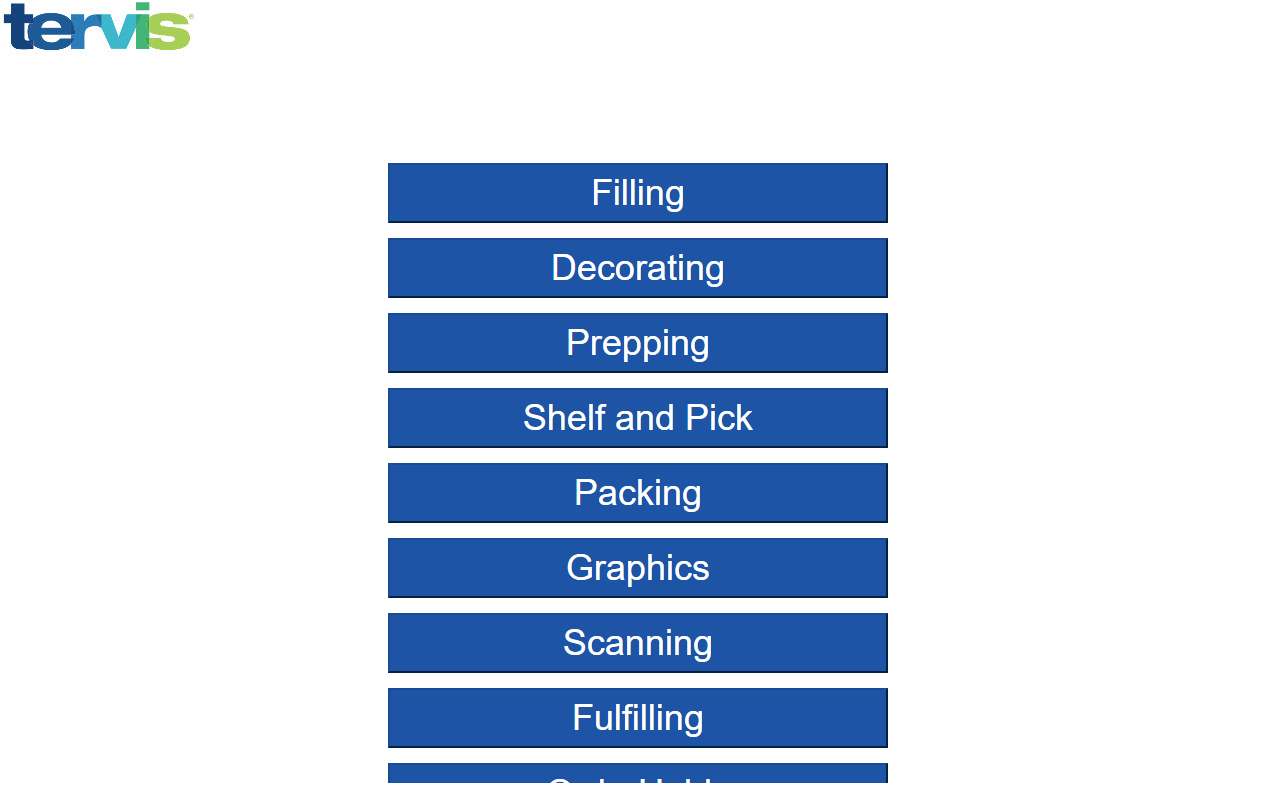 tervis®
Filling
Decorating
Prepping
Shelf and Pick
Packing
Graphics
Scanning
Fulfilling